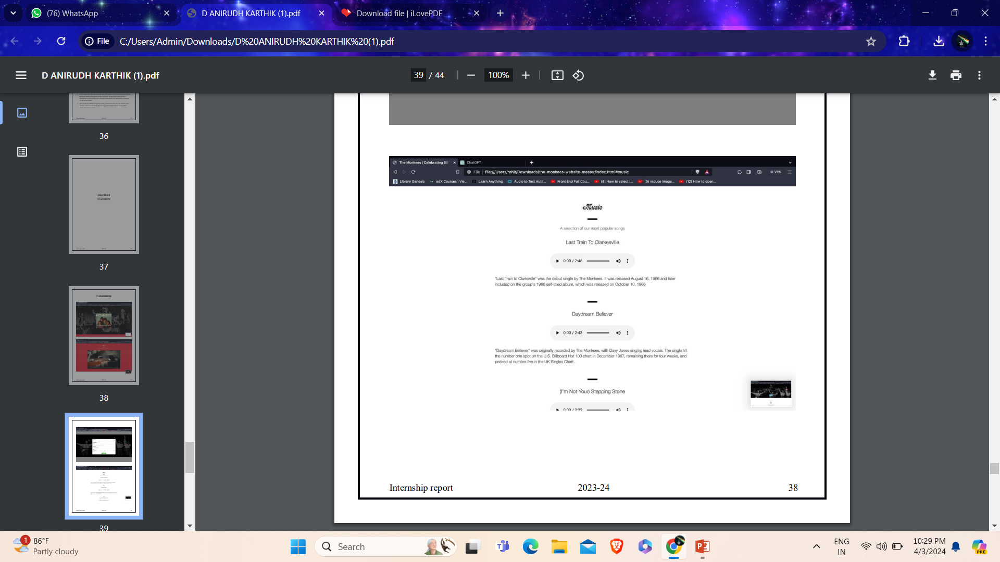 (76) WhatsApp
D ANIRUDH KARTHIK (1).pdf
Download file | iLovePDF
File
C:/Users/Admin/Downloads/D%20ANIRUDH%20KARTHIK%20(1).pdf
D ANIRUDH KARTHIK (1).pdf
39 / 44
100%
36
37
38
39
The Monkees | Celebrating 50
ChatGPT
File
file:///Users/rohit/Downloads/the-monkees-website-master/index.html#music
VPN
Library Genesis
edX Courses | Vie...
Learn Anything
Audio to Text Auto...
Front End Full Cou...
(8) How to select i...
(9) reduce image...
(12) How to open...
Music
A selection of our most popular songs
Last Train To Clarkesville
0:00 / 2:46
"Last Train to Clarksville" was the debut single by The Monkees. It was released August 16, 1966 and later
included on the group's 1966 self-titled album, which was released on October 10, 1966
Daydream Believer
0:00 / 2:43
"Daydream Believer" was originally recorded by The Monkees, with Davy Jones singing lead vocals. The single hit
the number one spot on the U.S. Billboard Hot 100 chart in December 1967, remaining there for four weeks, and
peaked at number five in the UK Singles Chart.
(I'm Not Your) Stepping Stone
0:00 / 2:22
Internship report
2023-24
38
1
86°F
Partly cloudy
Search
ENG
IN
10:29 PM
4/3/2024
PRE